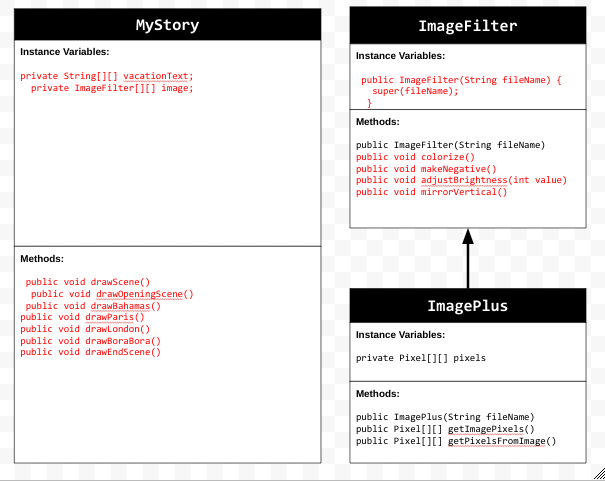 MyStory
Instance Variables:
private String[][] vacationText;
private ImageFilter[][] image;
Methods:
public void drawScene()
public void drawOpeningScene()
public void drawBahamas()
public void drawParis()
public void drawLondon()
public void drawBoraBora()
public void drawEndScene()
ImageFilter
Instance Variables:
public ImageFilter(String fileName) {
super(fileName);
}
Methods:
public ImageFilter(String fileName)
public void colorize()
public void makeNegative()
public void adjustBrightness(int value)
public void mirrorVertical()
ImagePlus
Instance Variables:
private Pixel[][] pixels
Methods:
public ImagePlus(String fileName)
public Pixel[][] getImagePixels()
public Pixel[][] getPixelsFromImage()